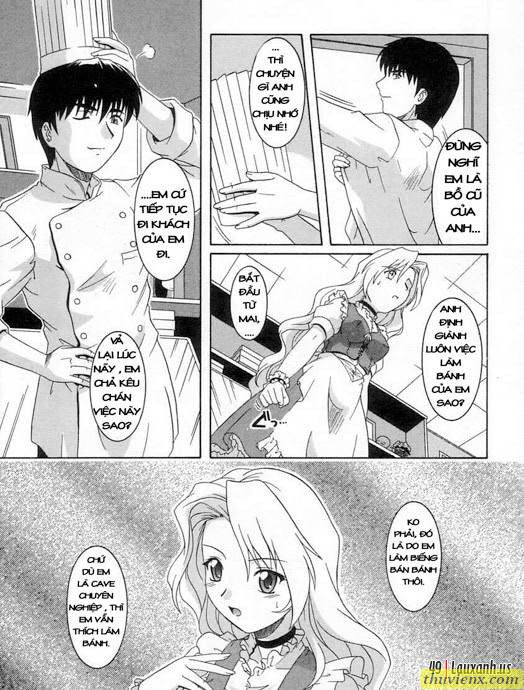 ĐỪNG
NGHĨ
EM LÀ
BỒ CŨ
CỦA
ANH...
....
THÌ
CHUYỆN
GÌ ANH
CŨNG
CHỊU
NHỚ
NHÉ!
....EM CỨ
TIẾP TỤC
ĐI KHÁCH
CỦA EM
ĐI.
VẢ
LẠI LÚC
NÃY , EM
CHẢ KÊU
CHÁN
VIỆC NÀY
SAO?
ANH
ĐỊNH
GIÀNH
LUÔN VIỆC
LÀM
BÁNH
CỦA EM
SAO?
BẮT
ĐẦU
TỪ
MAI,
KO
PHẢI, ĐÓ
LÀ DO EM
LÀM BIẾNG
BÁN BÁNH
THÔI.
CHỨ
DÙ EM
LÀ CAVE
CHUYÊN
NGHIỆP , THÌ
EM VẪN
THÍCH LÀM
BÁNH.
49 | Lauxanh.us
thuvienx.com